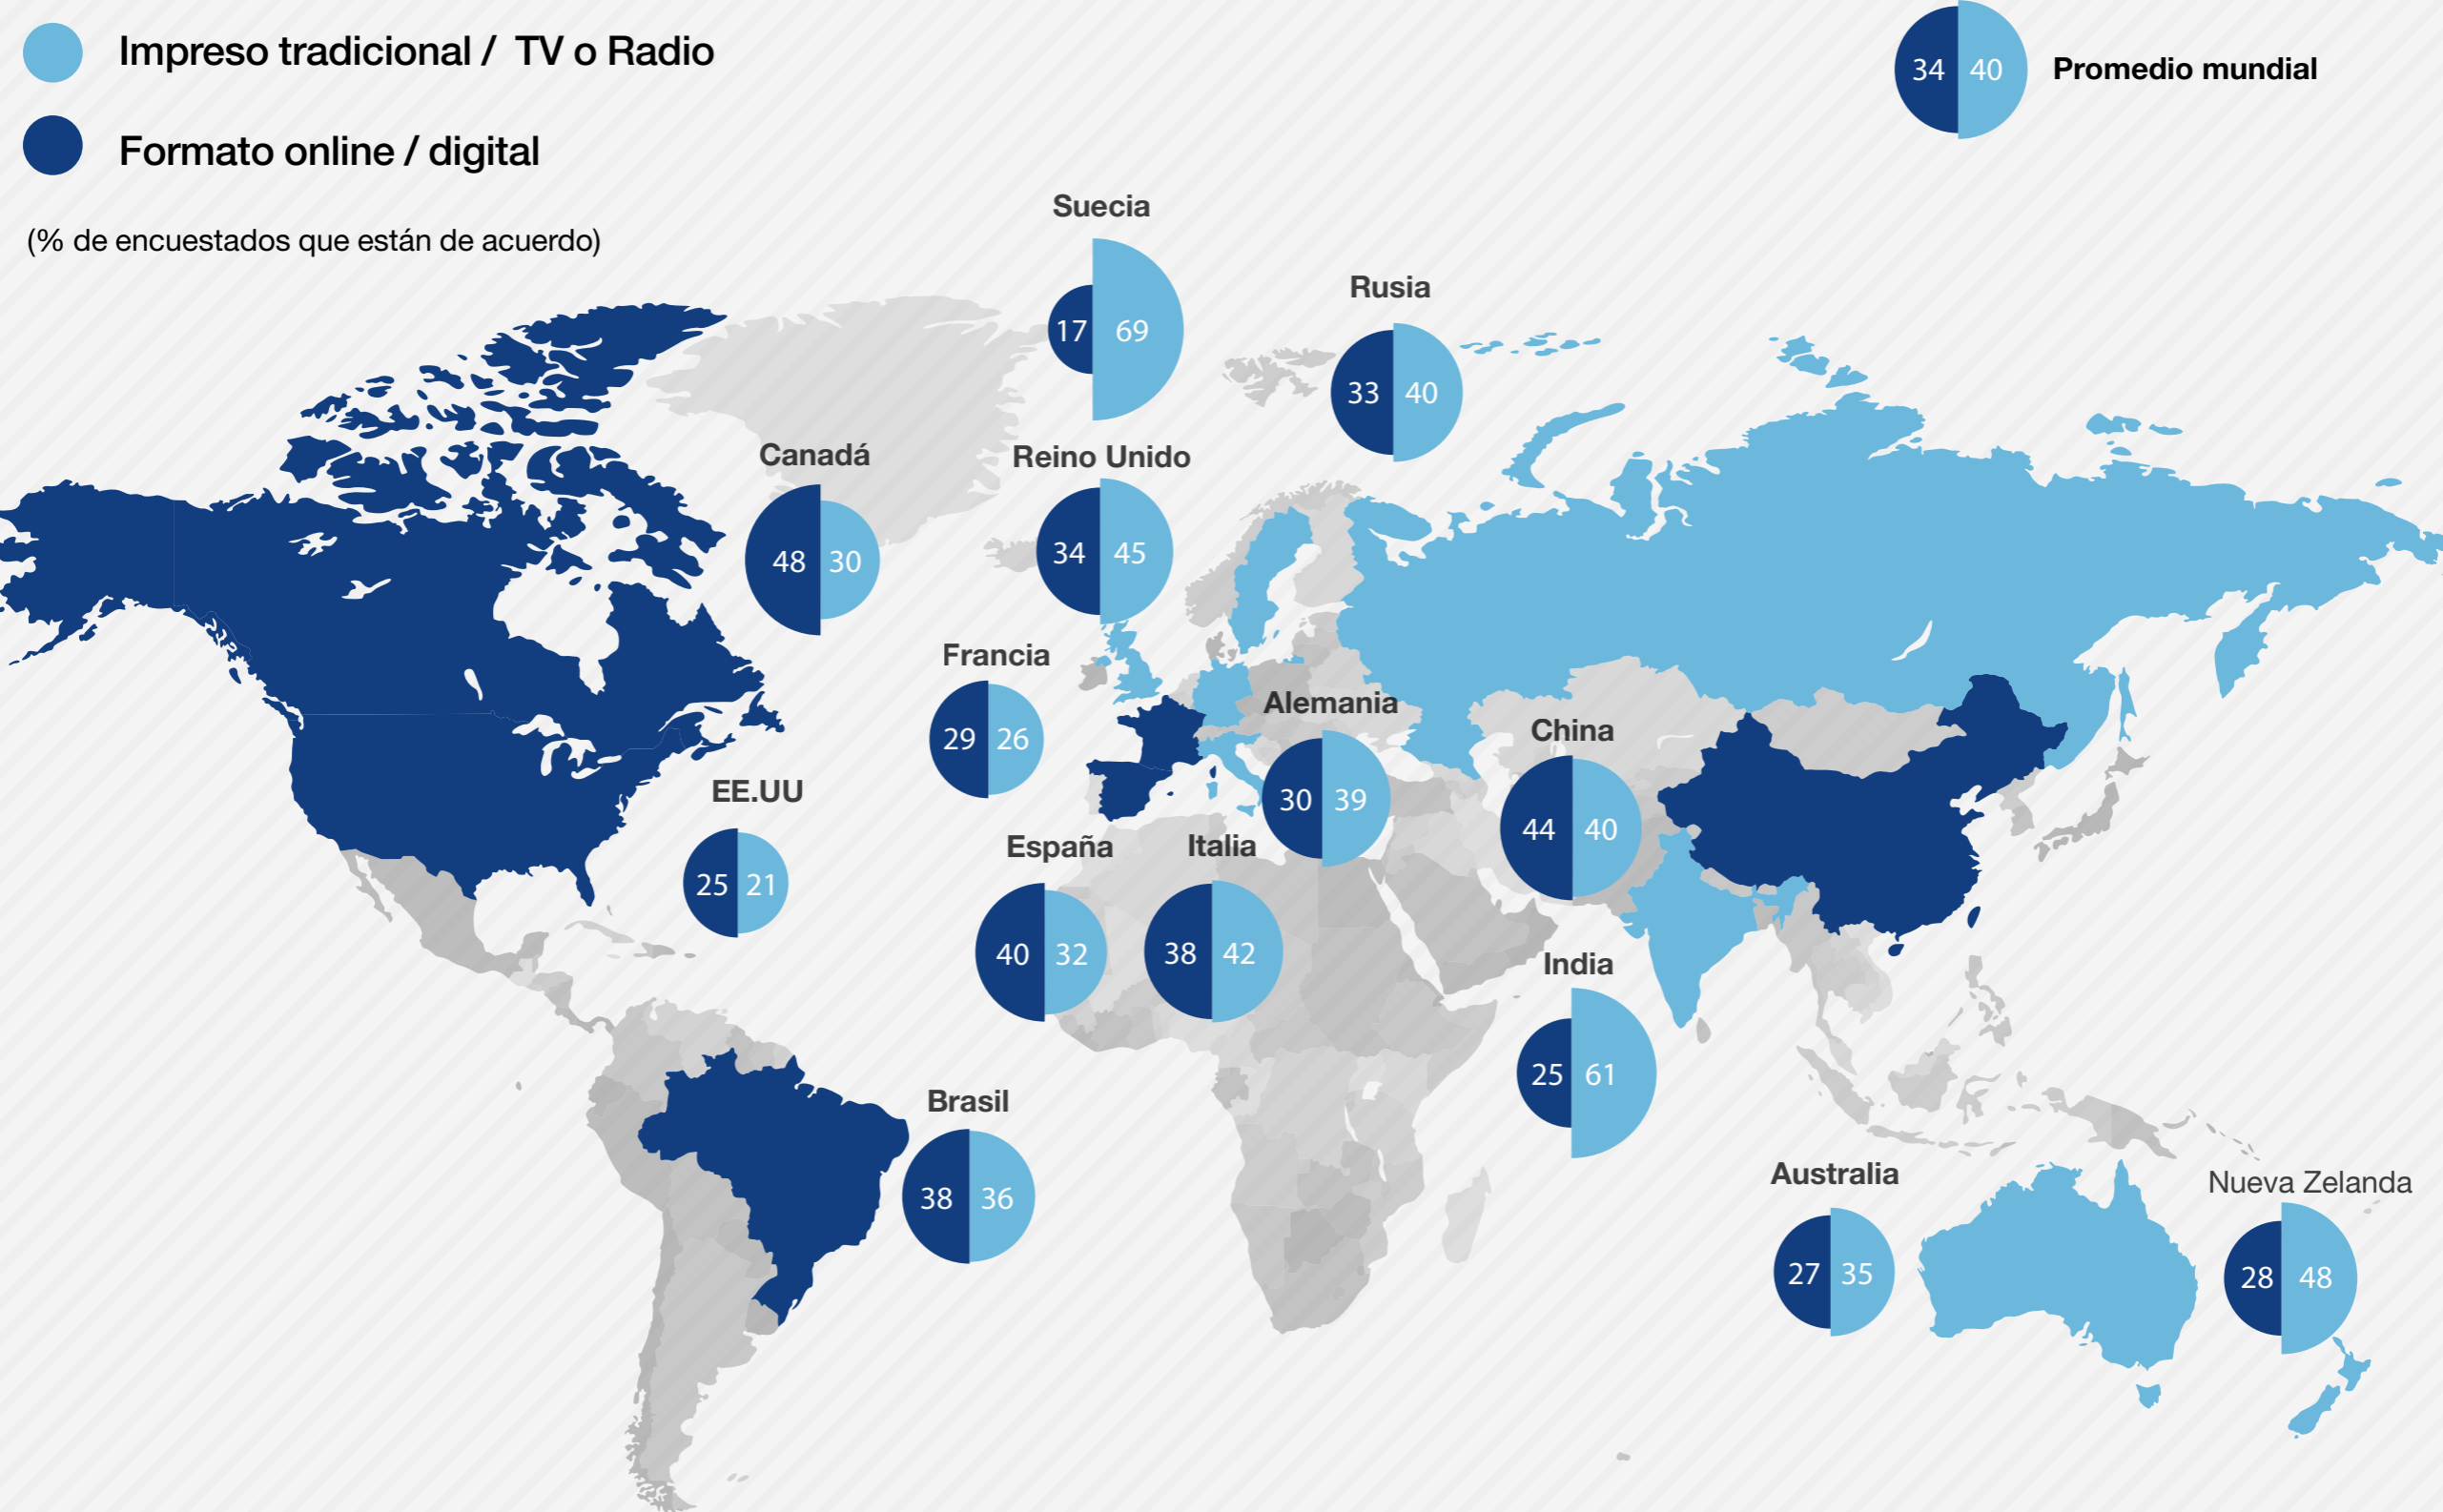 Impreso tradicional / TV o Radio
Formato online / digital
(% de encuestados que están de acuerdo)
34 40 Promedio mundial
Suecia
17 69
Rusia
33 40
Canadá
48 30
Reino Unido
34 45
Francia
29 26
Alemania
30 39
China
44 40
EE.UU
25 21
España
40 32
Italia
38 42
India
25 61
Brasil
38 36
Australia
27 35
Nueva Zelanda
28 48